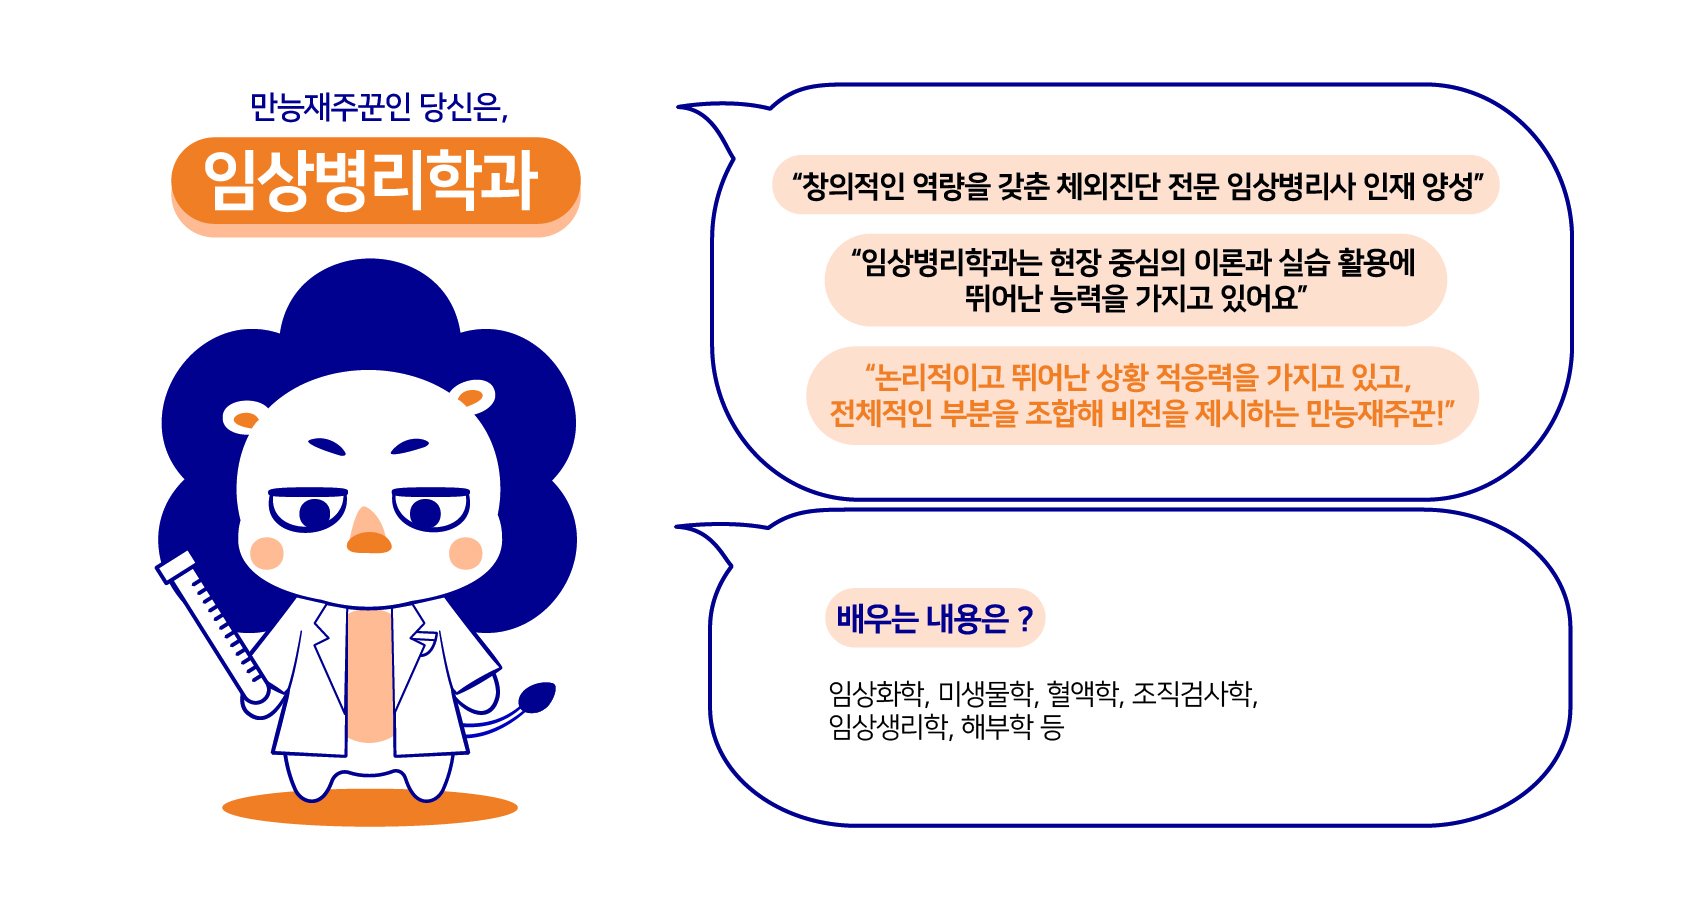 만능재주꾼인 당신은,
임상병리학과
“창의적인 역량을 갖춘 체외진단 전문 임상병리사 인재 양성”
“임상병리학과는 현장 중심의 이론과 실습 활용에
뛰어난 능력을 가지고 있어요”
“논리적이고 뛰어난 상황 적응력을 가지고 있고,
전체적인 부분을 조합해 비전을 제시하는 만능재주꾼!”
배우는 내용은 ?
임상화학, 미생물학, 혈액학, 조직검사학,
임상생리학, 해부학 등